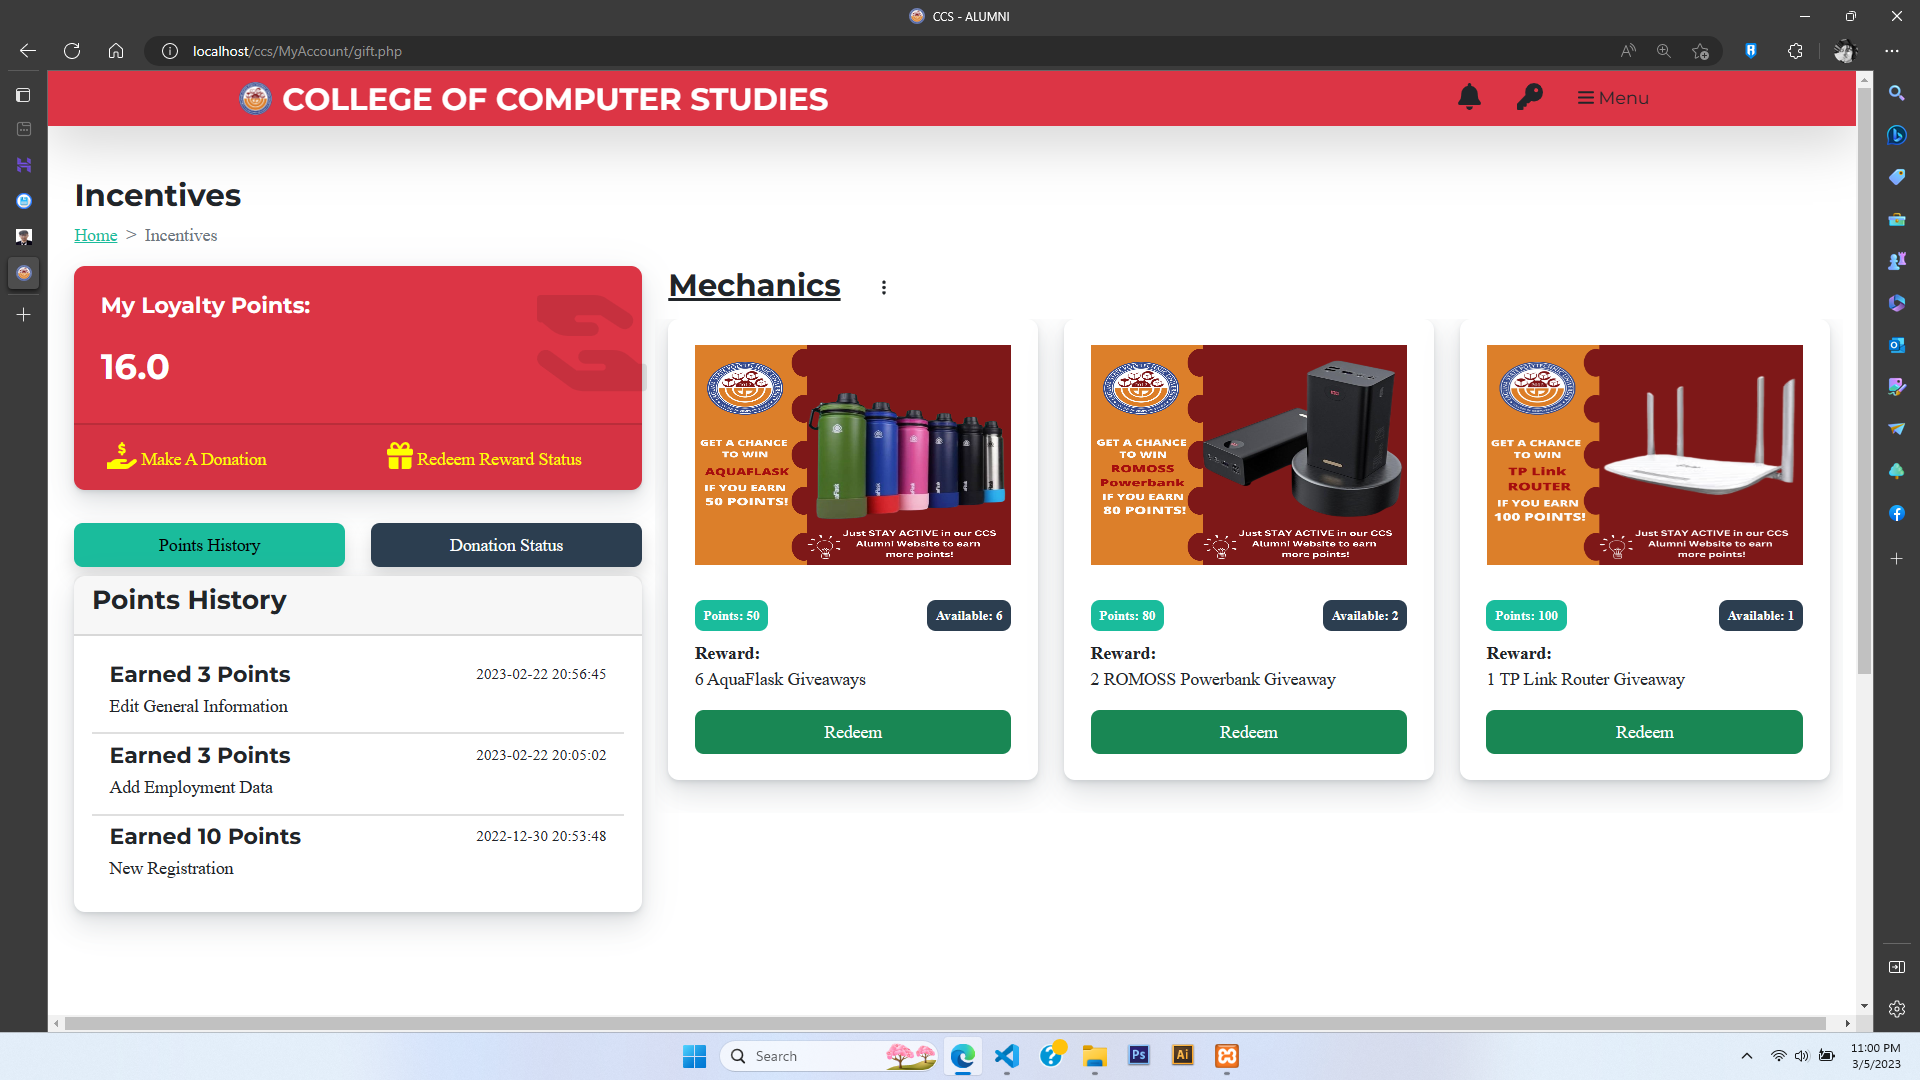 CCS - ALUMNI
localhost/ccs/MyAccount/gift.php
COLLEGE OF COMPUTER STUDIES
Menu
Incentives
Home > Incentives
My Loyalty Points:
16.0
Make A Donation
Redeem Reward Status
Points History
Donation Status
Points History
Earned 3 Points
2023-02-22 20:56:45
Edit General Information
Earned 3 Points
2023-02-22 20:05:02
Add Employment Data
Earned 10 Points
2022-12-30 20:53:48
New Registration
Mechanics
GET A CHANCE
TO WIN
AQUAFLASK
IF YOU EARN
50 POINTS!
Just STAY ACTIVE in our CCS
Alumni Website to earn
more points!
Points: 50
Available: 6
Reward:
6 AquaFlask Giveaways
Redeem
GET A CHANCE
TO WIN
ROMOSS
Powerbank
IF YOU EARN
80 POINTS!
Just STAY ACTIVE in our CCS
Alumni Website to earn
more points!
Points: 80
Available: 2
Reward:
2 ROMOSS Powerbank Giveaway
Redeem
GET A CHANCE
TO WIN
TP Link
ROUTER
IF YOU EARN
100 POINTS!
Just STAY ACTIVE in our CCS
Alumni Website to earn
more points!
Points: 100
Available: 1
Reward:
1 TP Link Router Giveaway
Redeem
Search
Ps
Ai
11:00 PM
3/5/2023